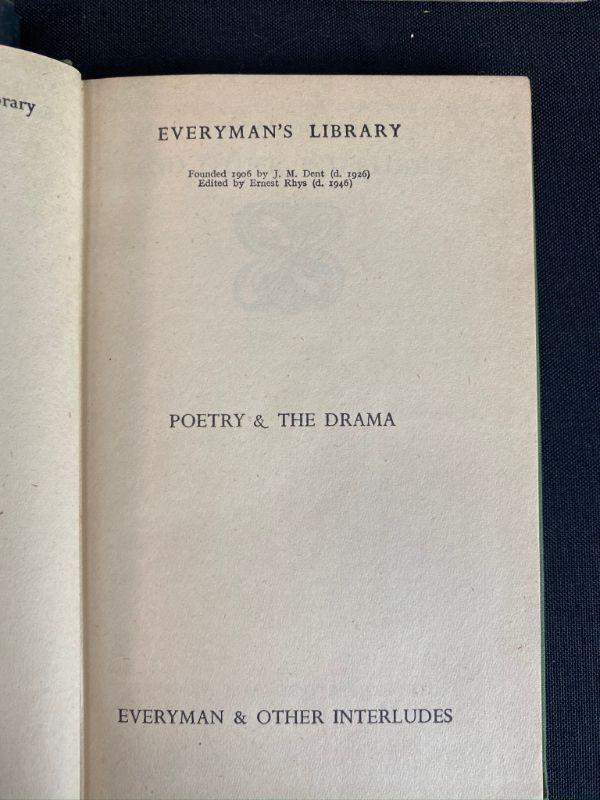 rary
EVERYMAN'S LIBRARY
Founded 1906 by J. M. Dent (d. 1926)
Edited by Ernest Rhys (d. 1946)
POETRY & THE DRAMA
EVERYMAN & OTHER INTERLUDES